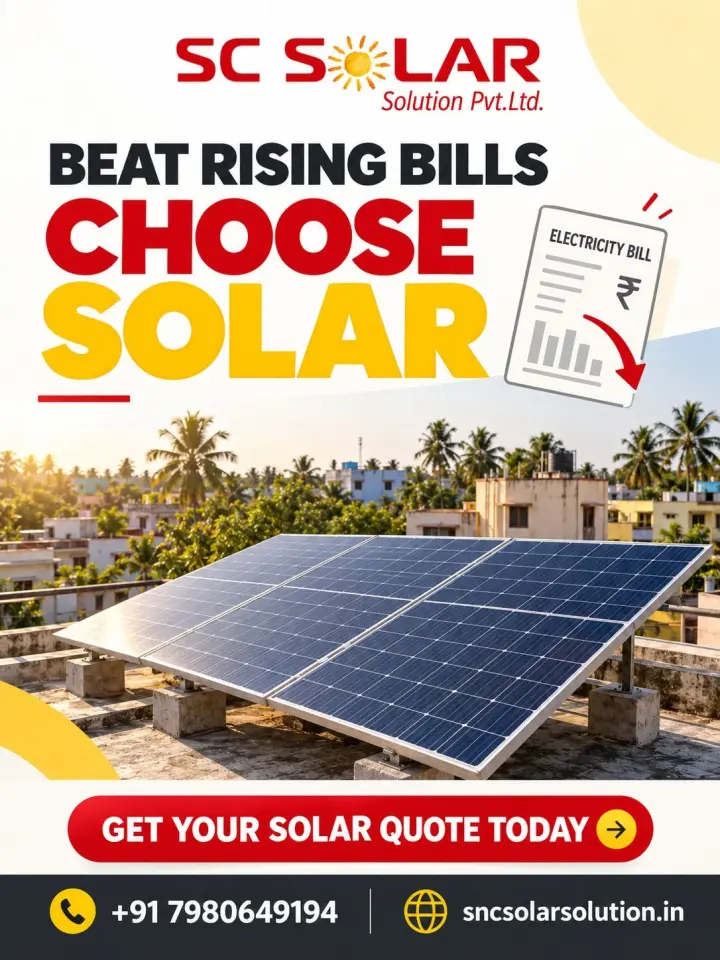 SC SOLAR
Solution Pvt.Ltd.
BEAT RISING BILLS
CHOOSE
SOLAR
ELECTRICITY BILL
₹
GET YOUR SOLAR QUOTE TODAY
+91 7980649194
sncsolarsolution.in